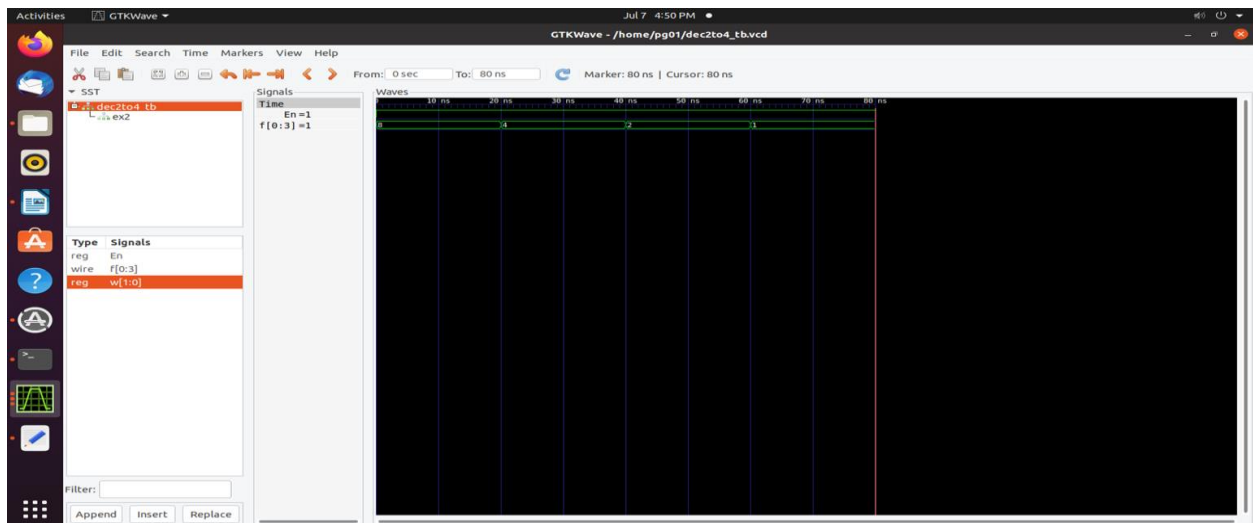 Activities GTKWave Jul 7 4:50 PM
GTKWave - /home/pg01/dec2to4_tb.vcd
File Edit Search Time Markers View Help
From: 0 sec To: 80 ns Marker: 80 ns | Cursor: 80 ns
SST
dec2to4_tb
ex2
Type Signals
reg En
wire f[0:3]
reg w[1:0]
Filter:
Append Insert Replace
Signals
Time
En=1
f[0:3]=1
Waves
0 10 ns 20 ns 30 ns 40 ns 50 ns 60 ns 70 ns 80 ns
8 4 2 1